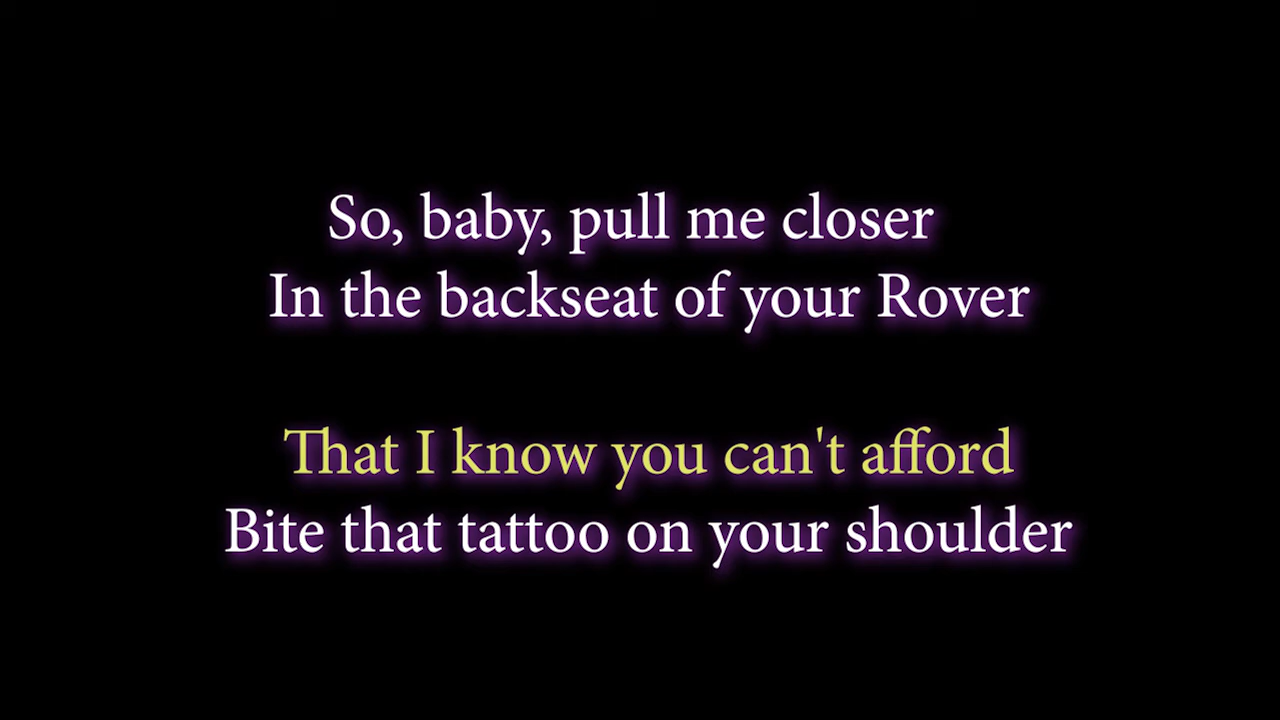 So, baby, pull me closer
In the backseat of your Rover
That I know you can't afford
Bite that tattoo on your shoulder